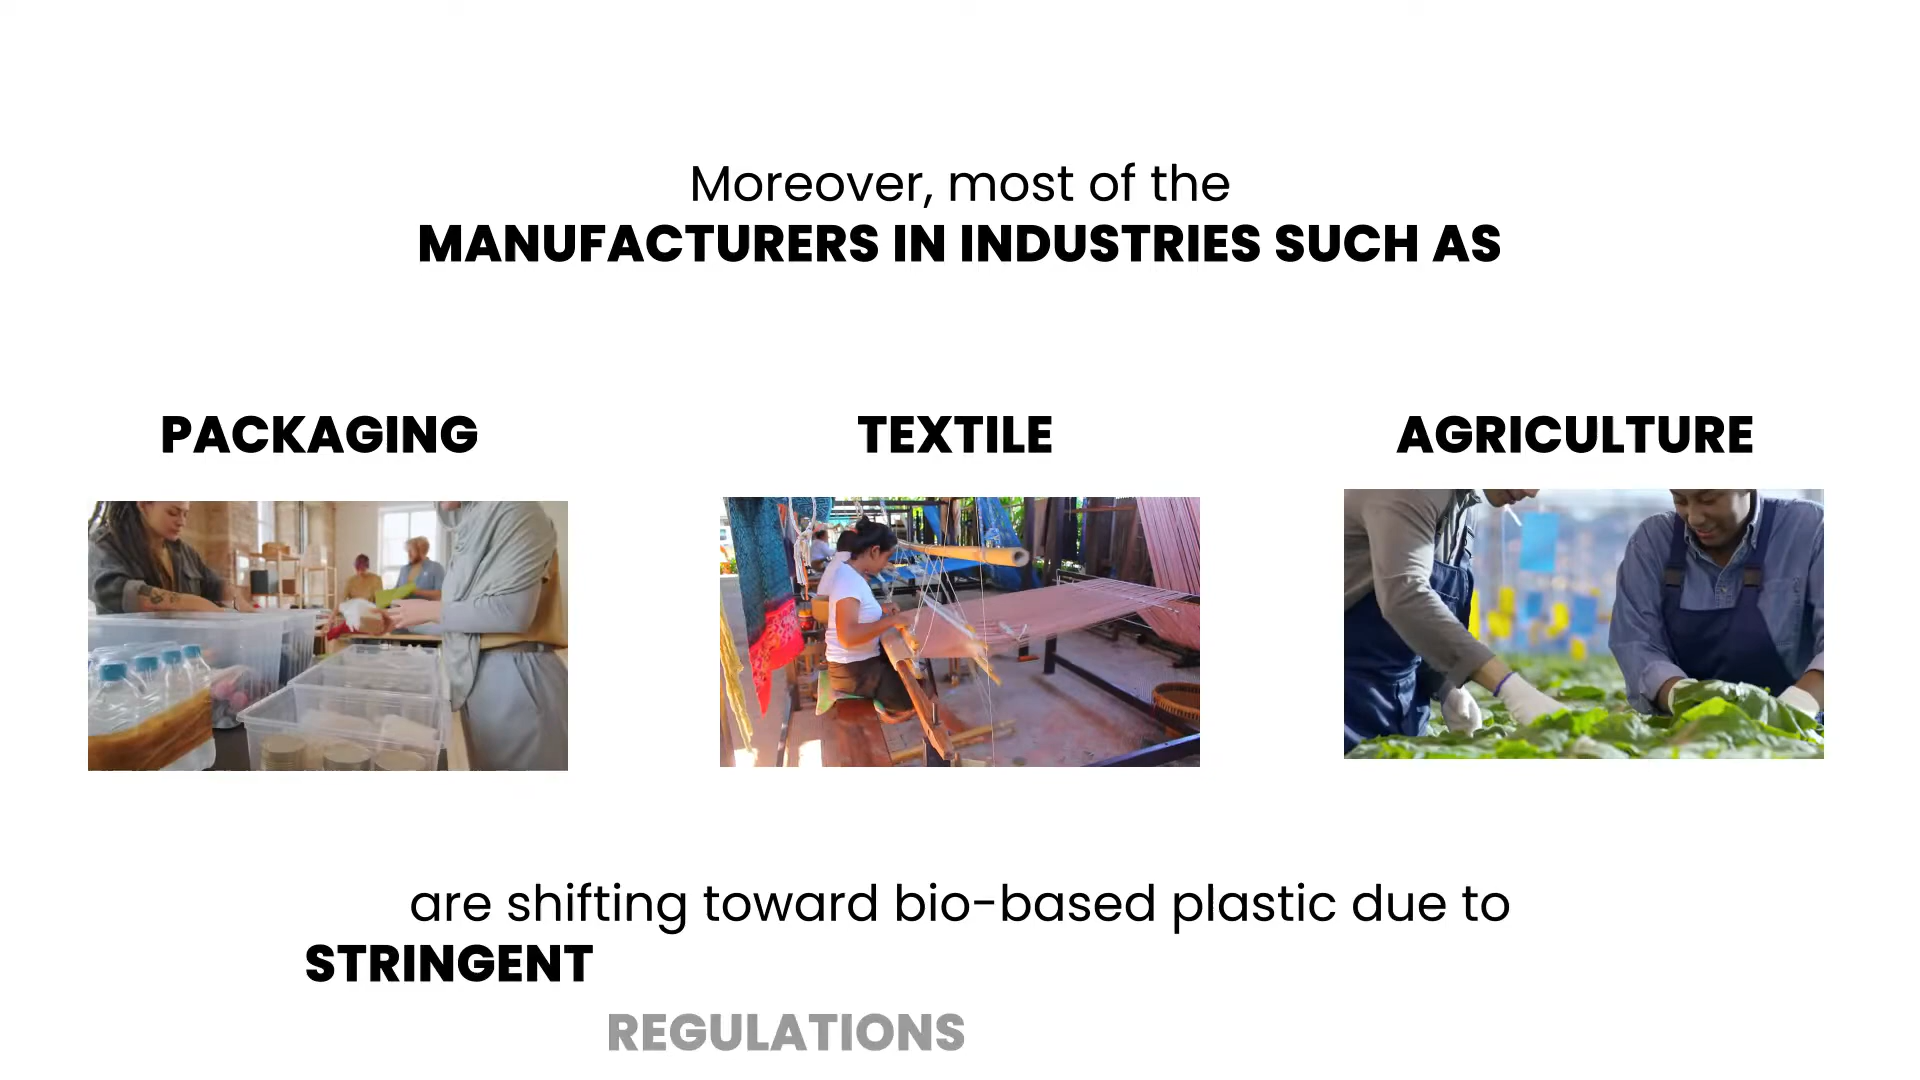 Moreover, most of the
MANUFACTURERS IN INDUSTRIES SUCH AS
PACKAGING
TEXTILE
AGRICULTURE
are shifting toward bio-based plastic due to
STRINGENT
REGULATIONS